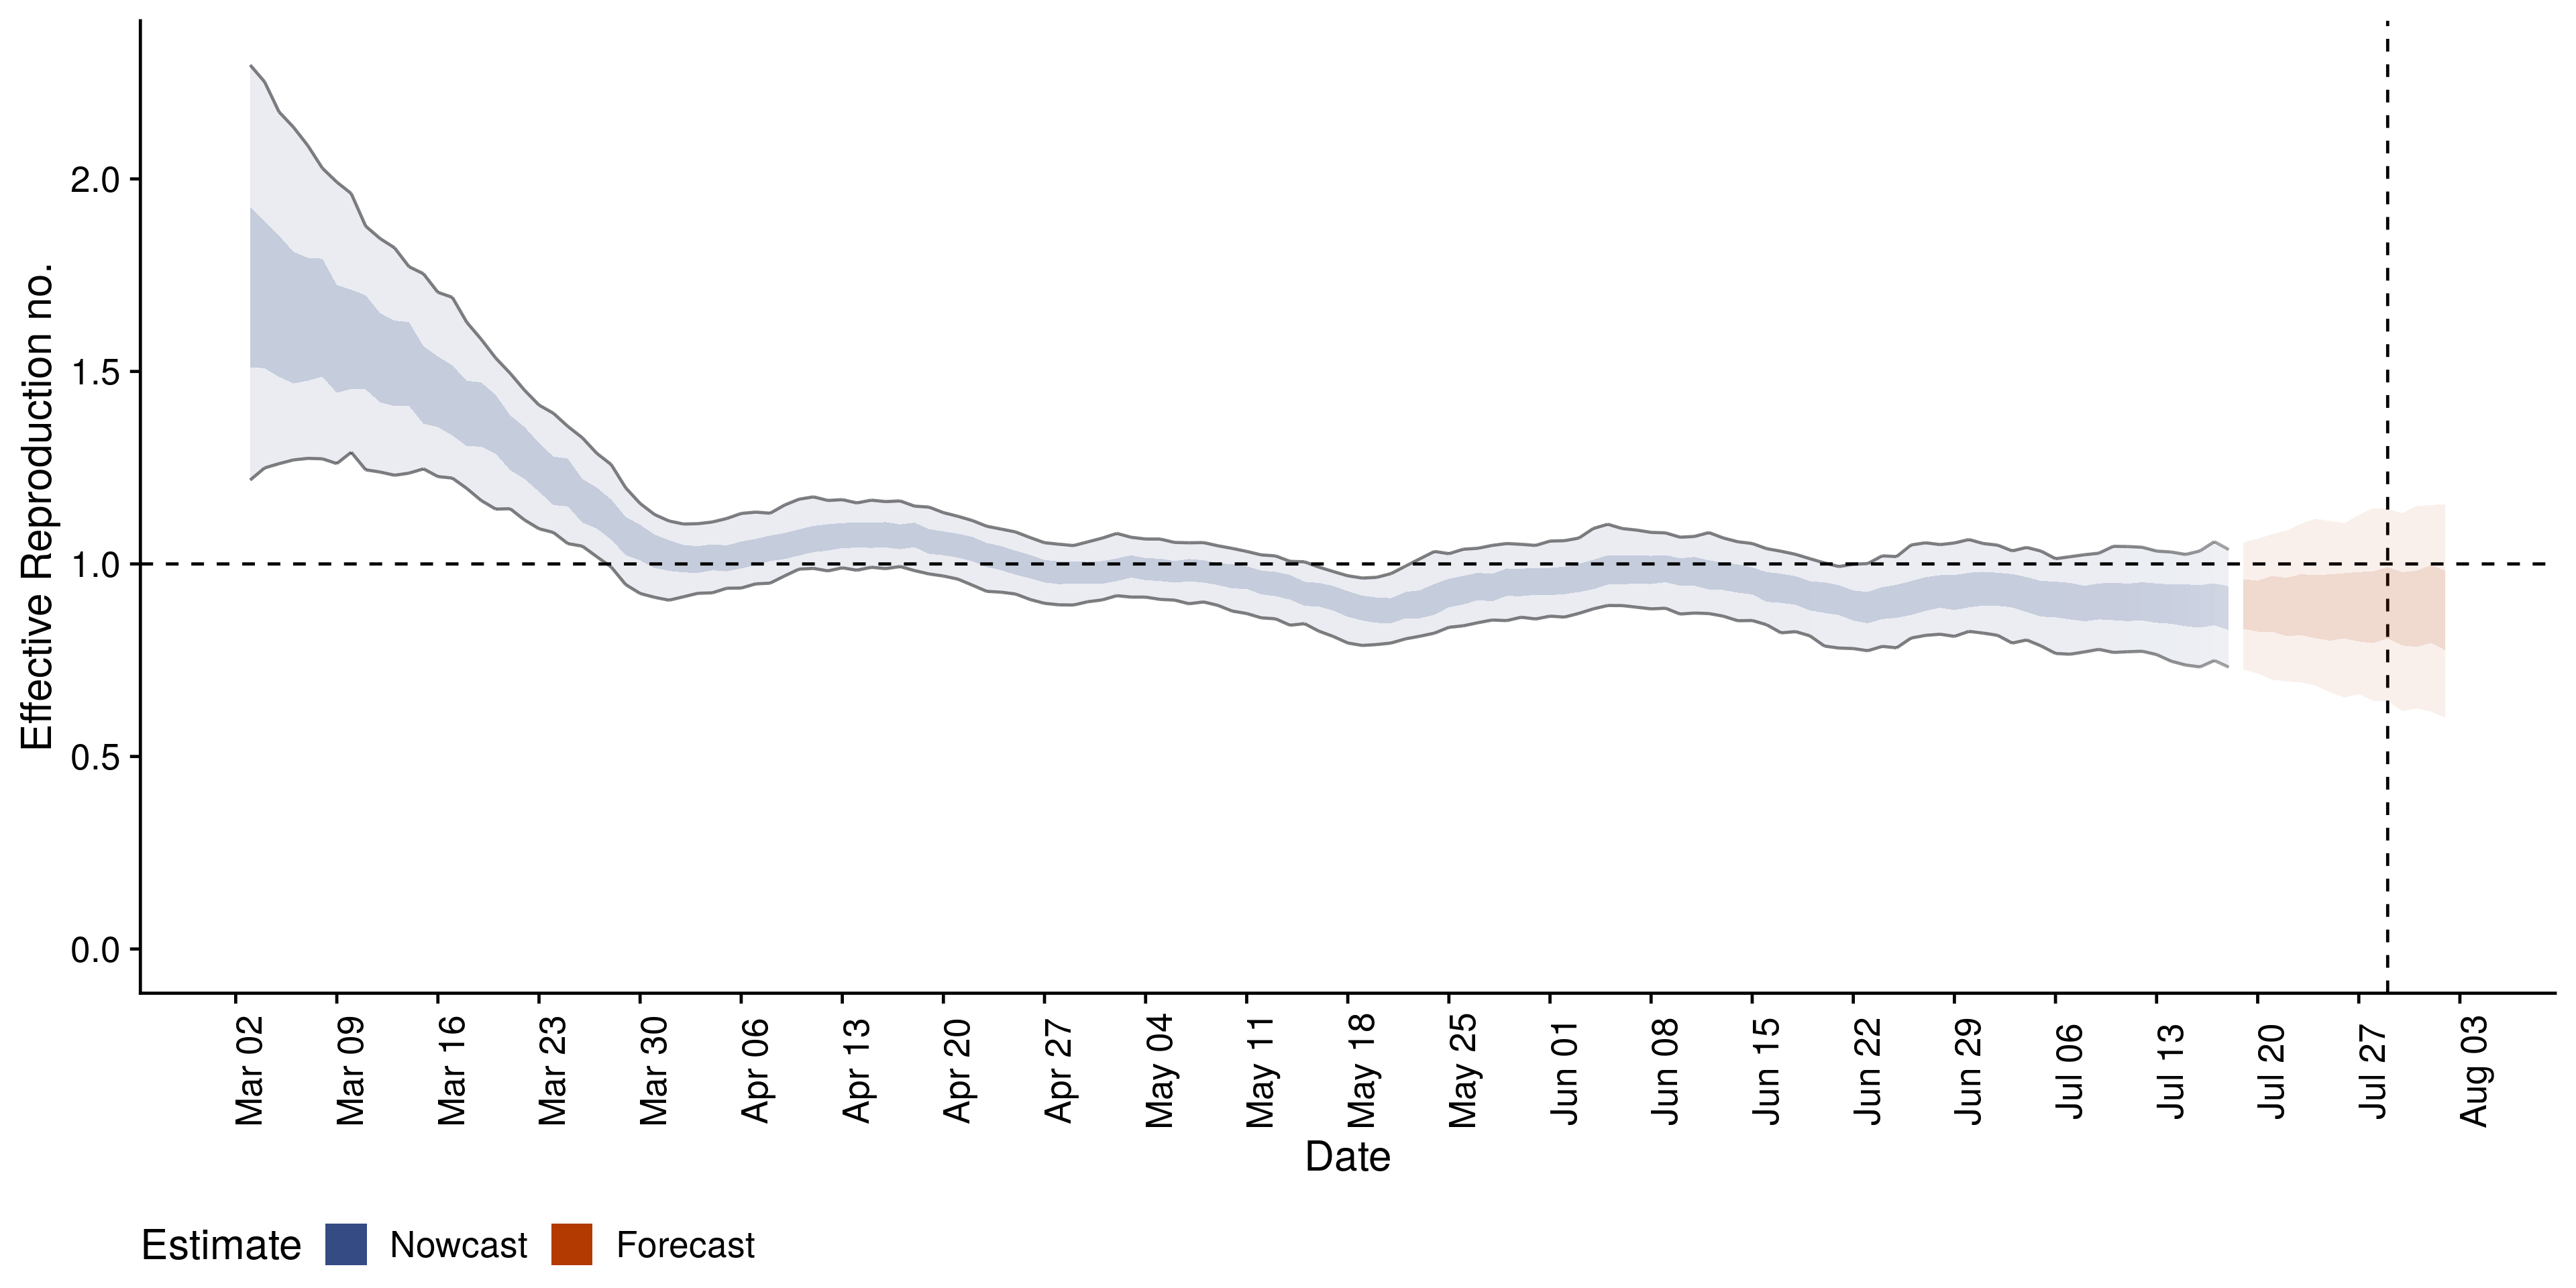 Effective Reproduction no.
2.0
1.5
1.0
0.5
0.0
Mar 02
Mar 09
Mar 16
Mar 23
Mar 30
Apr 06
Apr 13
Apr 20
Apr 27
May 04
May 11
May 18
May 25
Jun 01
Jun 08
Jun 15
Jun 22
Jun 29
Jul 06
Jul 13
Jul 20
Jul 27
Aug 03
Date
Estimate Nowcast Forecast